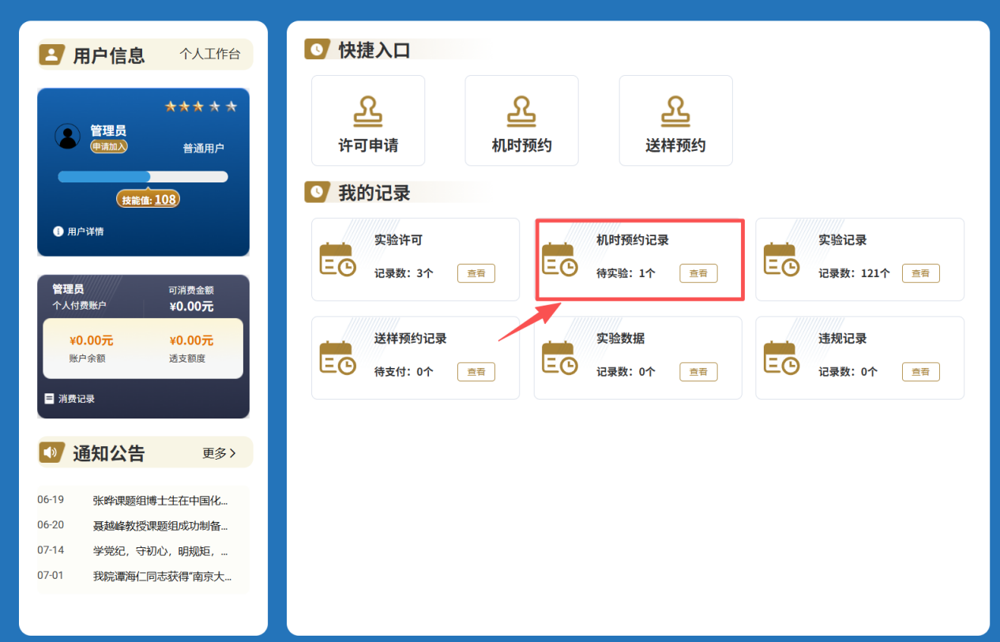 用户信息
个人工作台
管理员
申请加入
普通用户
技能值: 108
用户详情
管理员
个人付费账户
可消费金额
¥0.00元
¥0.00元
账户余额
¥0.00元
透支额度
消费记录
通知公告
更多
06-19 张晔课题组博士生在中国化...
06-20 聂越峰教授课题组成功制备...
07-14 学党纪，守初心，明规矩，...
07-01 我院谭海仁同志获得“南京大...
快捷入口
许可申请
机时预约
送样预约
我的记录
实验许可
记录数：3个 查看
机时预约记录
待实验：1个 查看
实验记录
记录数：121个 查看
送样预约记录
待支付：0个 查看
实验数据
记录数：0个 查看
违规记录
记录数：0个 查看